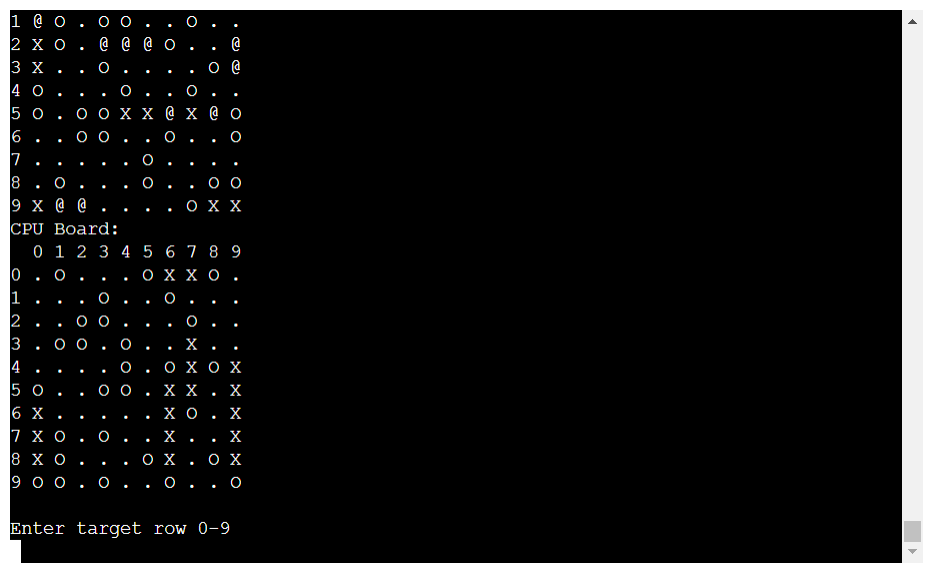 1 @ O . O O . . O . .
2 X O . @ @ @ O . . @
3 X . . O . . . . O @
4 O . . . O . . O . .
5 O . O O X X @ X @ O
6 . . O O . . O . . O
7 . . . . . O . . . .
8 . O . . . O . . O O
9 X @ @ . . . . O X X
CPU Board:
  0 1 2 3 4 5 6 7 8 9
0 . O . . . O X X O .
1 . . . O . . O . . .
2 . . O O . . . O . .
3 . O O . O . . X . .
4 . . . . O . O X O X
5 O . . O O . X X . X
6 X . . . . . X O . X
7 X O . O . . X . . X
8 X O . . . O X . O X
9 O O . O . . O . . O
Enter target row 0-9